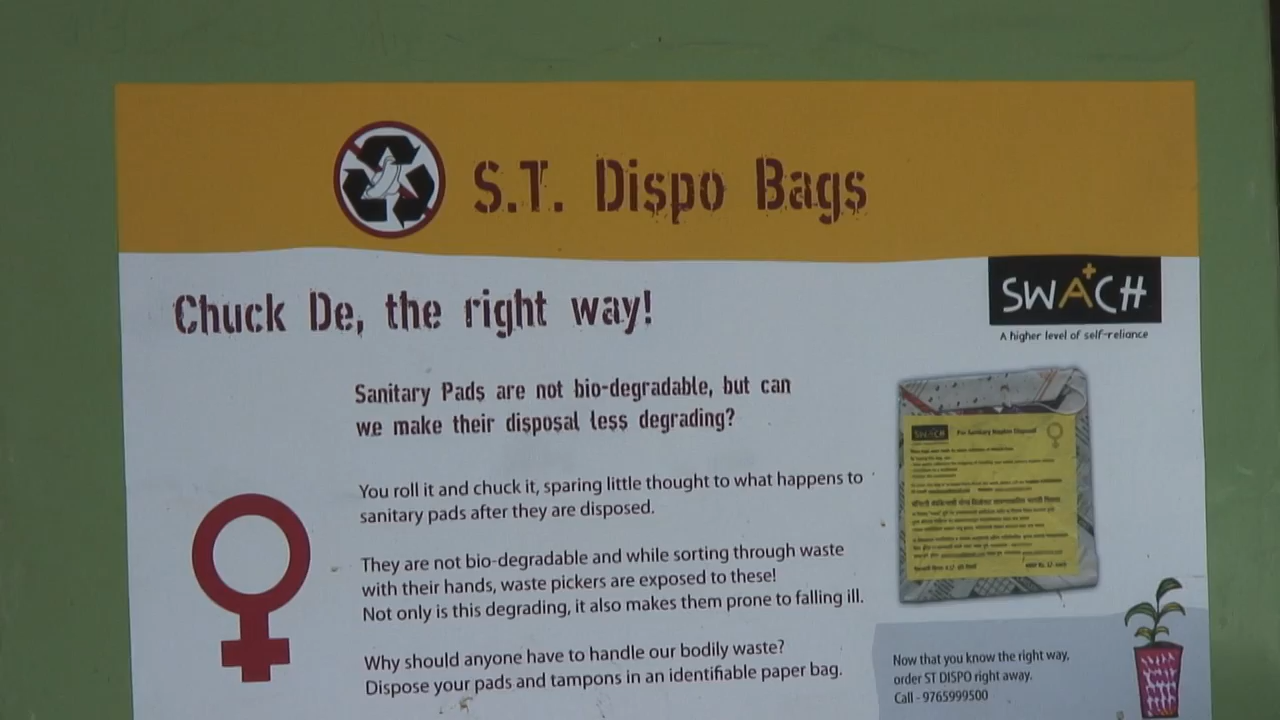 S.T. Dispo Bags
SWACH
A higher level of self-reliance
Chuck De, the right way!
Sanitary Pads are not bio-degradable, but can
we make their disposal less degrading?
You roll it and chuck it, sparing little thought to what happens to
sanitary pads after they are disposed.
They are not bio-degradable and while sorting through waste
with their hands, waste pickers are exposed to these!
Not only is this degrading, it also makes them prone to falling ill.
Why should anyone have to handle our bodily waste?
Dispose your pads and tampons in an identifiable paper bag.
SWACH
For Sanitary Napkin Disposal
Now that you know the right way,
order ST DISPO right away.
Call - 9765999500